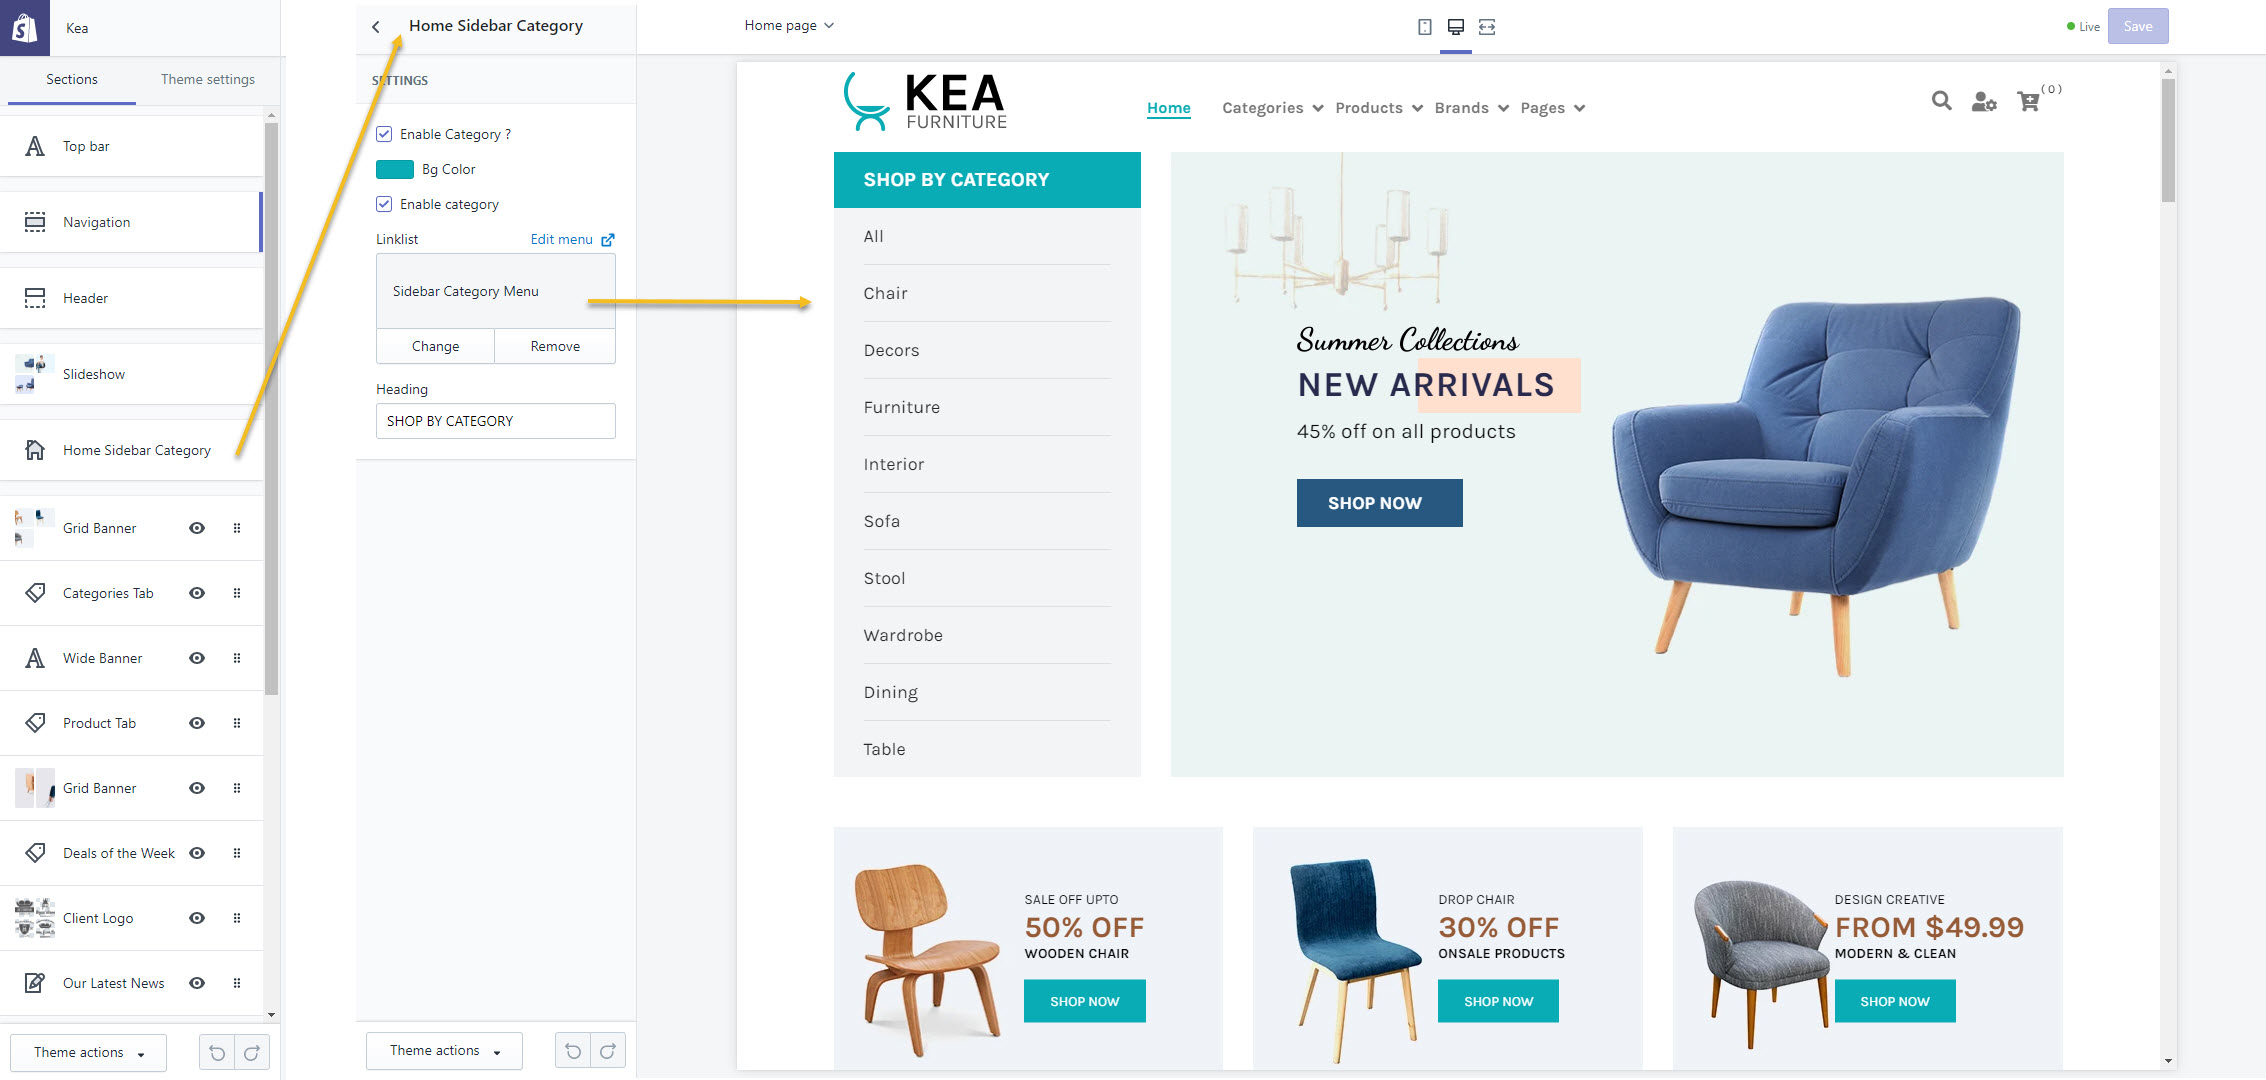 Kea
Sections
Theme settings
Top bar
Navigation
Header
Slideshow
Home Sidebar Category
Grid Banner
Categories Tab
Wide Banner
Product Tab
Grid Banner
Deals of the Week
Client Logo
Our Latest News
Theme actions
Home Sidebar Category
SETTINGS
Enable Category ?
Bg Color
Enable category
Linklist
Edit menu
Sidebar Category Menu
Change
Remove
Heading
SHOP BY CATEGORY
Theme actions
Home page
Live
Save
KEA
FURNITURE
Home
Categories
Products
Brands
Pages
(0)
SHOP BY CATEGORY
All
Chair
Decors
Furniture
Interior
Sofa
Stool
Wardrobe
Dining
Table
Summer Collections
NEW ARRIVALS
45% off on all products
SHOP NOW
SALE OFF UPTO
50% OFF
WOODEN CHAIR
SHOP NOW
DROP CHAIR
30% OFF
ONSALE PRODUCTS
SHOP NOW
DESIGN CREATIVE
FROM $49.99
MODERN & CLEAN
SHOP NOW